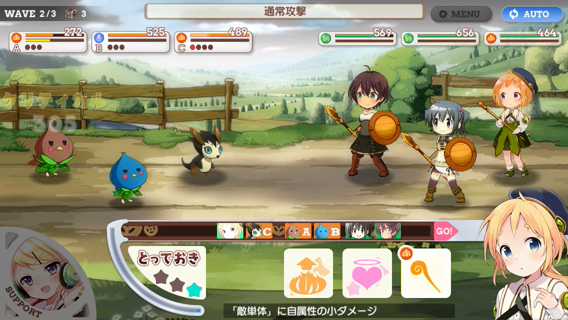 WAVE 2/3 3
通常攻撃
MENU
AUTO
272
525
489
569
656
464
A
B
C
595
C A B
GO!
とっておき
SUPPORT
「敵単体」に自属性の小ダメージ